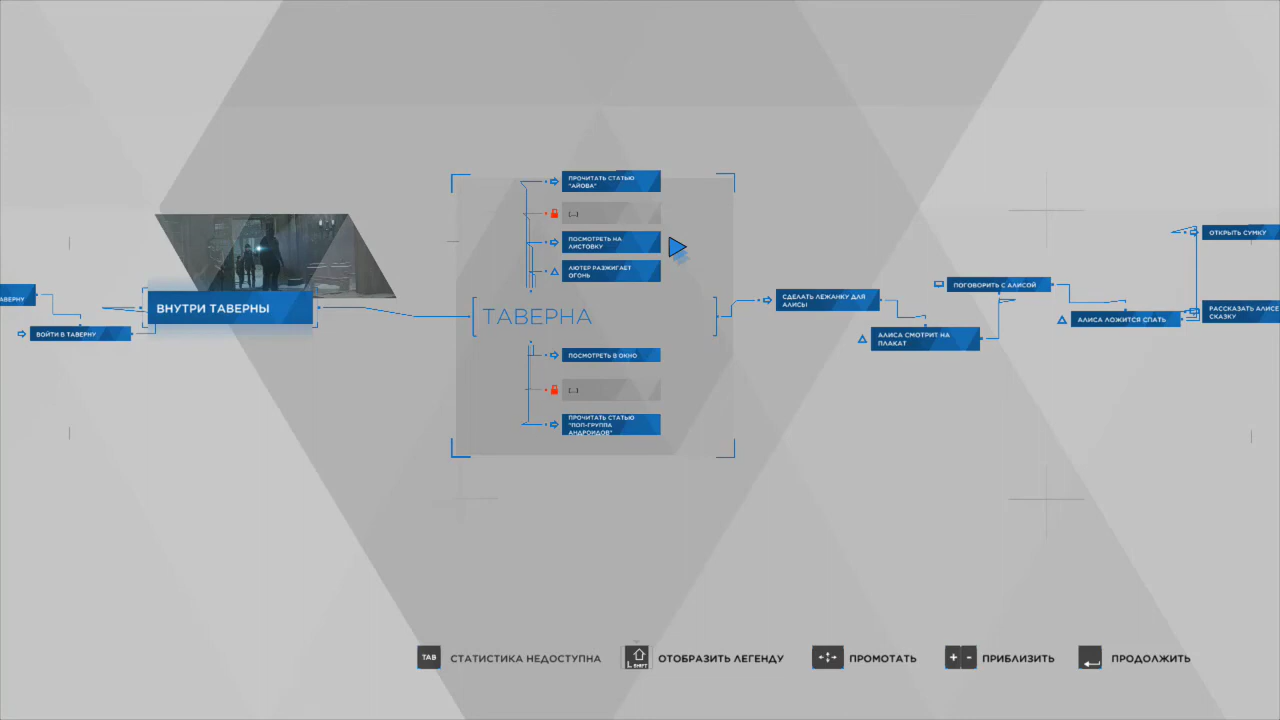 ТАВЕРНУ
ВОЙТИ В ТАВЕРНУ
ВНУТРИ ТАВЕРНЫ
ПРОЧИТАТЬ СТАТЬЮ
"АЙОВА"
[...]
ПОСМОТРЕТЬ НА
ЛИСТОВКУ
ЛЮТЕР РАЗЖИГАЕТ
ОГОНЬ
ТАВЕРНА
ПОСМОТРЕТЬ В ОКНО
[...]
ПРОЧИТАТЬ СТАТЬЮ
"ПОП-ГРУППА
АНДРОИДОВ"
СДЕЛАТЬ ЛЕЖАНКУ ДЛЯ
АЛИСЫ
АЛИСА СМОТРИТ НА
ПЛАКАТ
ПОГОВОРИТЬ С АЛИСОЙ
АЛИСА ЛОЖИТСЯ СПАТЬ
ОТКРЫТЬ СУМКУ
РАССКАЗАТЬ АЛИСЕ
СКАЗКУ
TAB СТАТИСТИКА НЕДОСТУПНА
L SHIFT ОТОБРАЗИТЬ ЛЕГЕНДУ
ПРОМОТАТЬ
+ - ПРИБЛИЗИТЬ
ПРОДОЛЖИТЬ